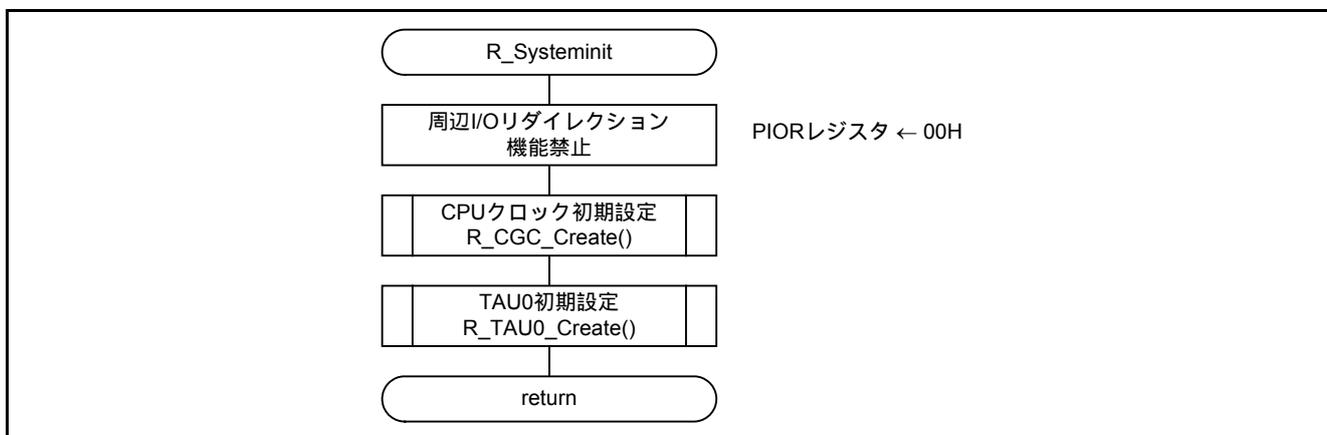 R_Systeminit
周辺I/Oリダイレクション
機能禁止
PIORレジスタ ← 00H
CPUクロック初期設定
R_CGC_Create()
TAU0初期設定
R_TAU0_Create()
return